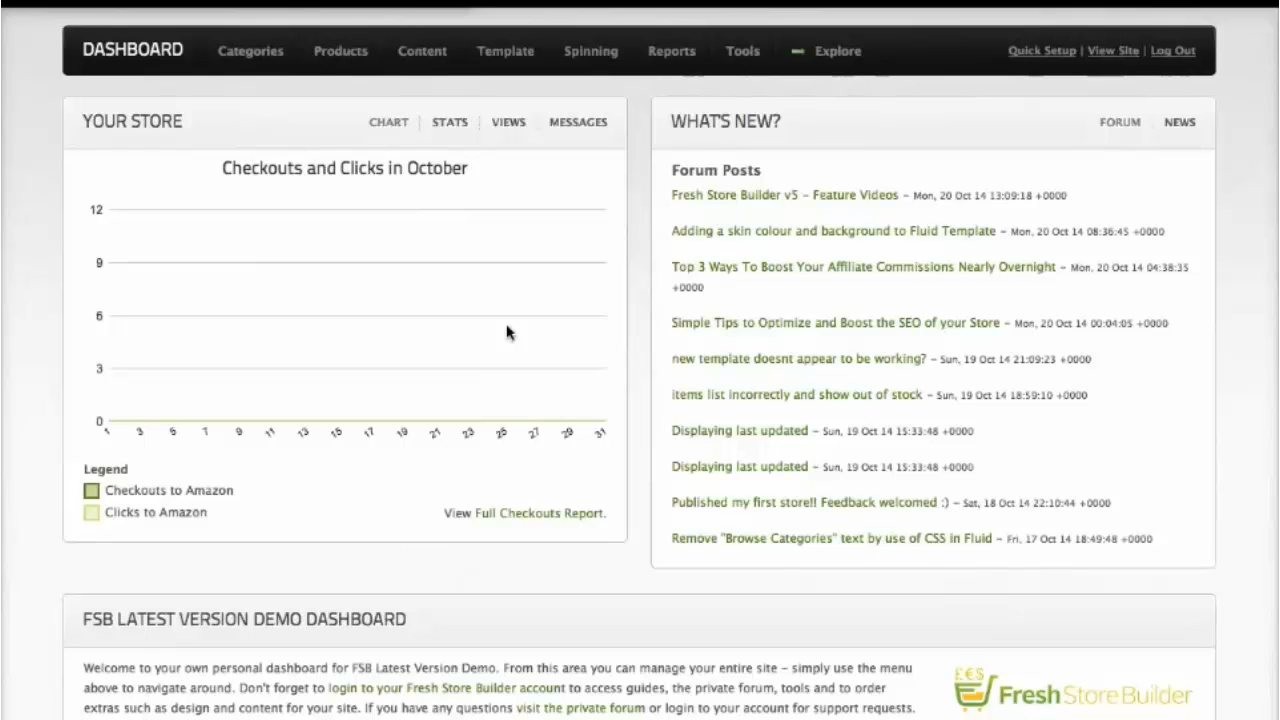 DASHBOARD Categories Products Content Template Spinning Reports Tools Explore Quick Setup | View Site | Log Out
YOUR STORE CHART STATS VIEWS MESSAGES
Checkouts and Clicks in October
12
9
6
3
0
1 3 5 7 9 11 13 15 17 19 21 23 25 27 29 31
Legend
Checkouts to Amazon
Clicks to Amazon
View Full Checkouts Report.
WHAT'S NEW? FORUM NEWS
Forum Posts
Fresh Store Builder v5 – Feature Videos – Mon, 20 Oct 14 13:09:18 +0000
Adding a skin colour and background to Fluid Template – Mon, 20 Oct 14 08:36:45 +0000
Top 3 Ways To Boost Your Affiliate Commissions Nearly Overnight – Mon, 20 Oct 14 04:38:35
+0000
Simple Tips to Optimize and Boost the SEO of your Store – Mon, 20 Oct 14 00:04:05 +0000
new template doesnt appear to be working? – Sun, 19 Oct 14 21:09:23 +0000
items list incorrectly and show out of stock – Sun, 19 Oct 14 18:59:10 +0000
Displaying last updated – Sun, 19 Oct 14 15:33:48 +0000
Displaying last updated – Sun, 19 Oct 14 15:33:48 +0000
Published my first store!! Feedback welcomed :) – Sat, 18 Oct 14 22:10:44 +0000
Remove "Browse Categories" text by use of CSS in Fluid – Fri, 17 Oct 14 18:49:48 +0000
FSB LATEST VERSION DEMO DASHBOARD
Welcome to your own personal dashboard for FSB Latest Version Demo. From this area you can manage your entire site – simply use the menu
above to navigate around. Don't forget to login to your Fresh Store Builder account to access guides, the private forum, tools and to order
extras such as design and content for your site. If you have any questions visit the private forum or login to your account for support requests.
£€$
FreshStoreBuilder